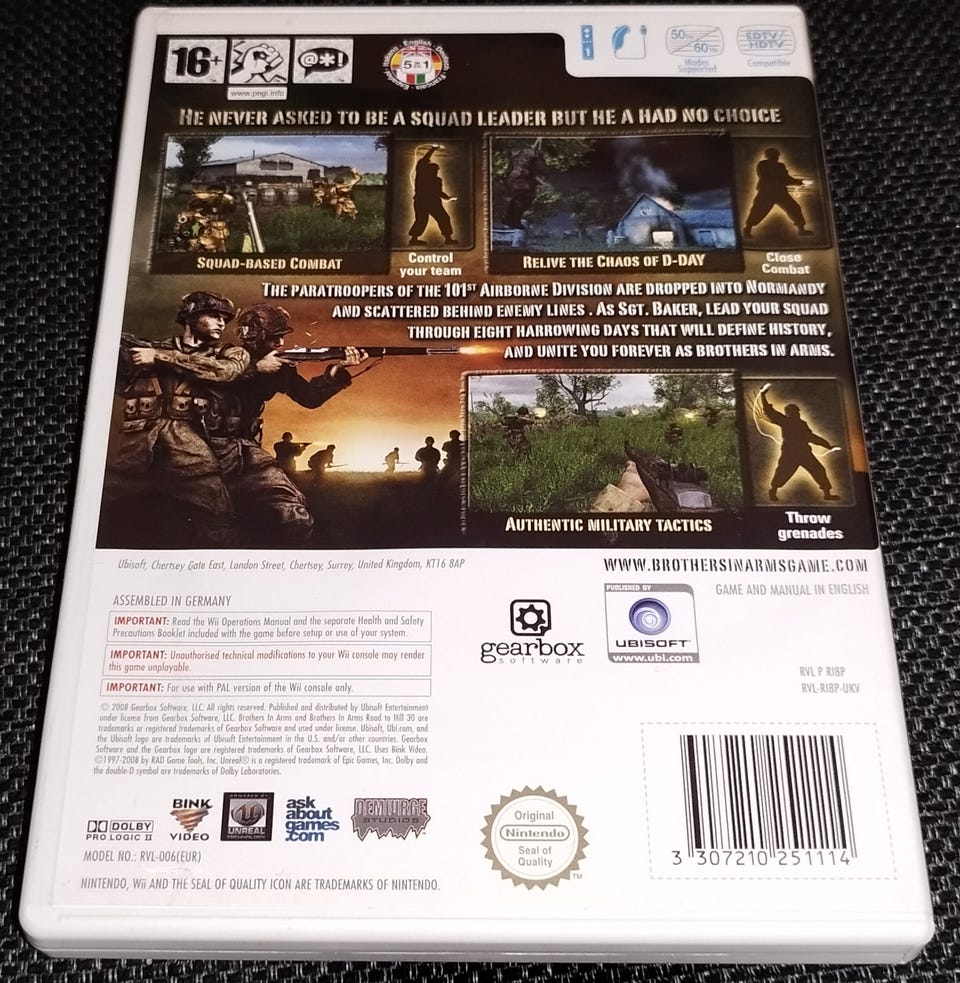 16+
@*!
www.pegi.info
Italiano English Deutsch
5 in 1
Español Français
1
50Hz
60Hz
Modes
Supported
EDTV/
HDTV
Compatible
HE NEVER ASKED TO BE A SQUAD LEADER BUT HE A HAD NO CHOICE
SQUAD-BASED COMBAT
Control
your team
RELIVE THE CHAOS OF D-DAY
Close
Combat
THE PARATROOPERS OF THE 101ST AIRBORNE DIVISION ARE DROPPED INTO NORMANDY
AND SCATTERED BEHIND ENEMY LINES . AS SGT. BAKER, LEAD YOUR SQUAD
THROUGH EIGHT HARROWING DAYS THAT WILL DEFINE HISTORY,
AND UNITE YOU FOREVER AS BROTHERS IN ARMS.
AUTHENTIC MILITARY TACTICS
Throw
grenades
Ubisoft, Chertsey Gate East, London Street, Chertsey, Surrey, United Kingdom, KT16 8AP
WWW.BROTHERSINARMSGAME.COM
GAME AND MANUAL IN ENGLISH
ASSEMBLED IN GERMANY
IMPORTANT: Read the Wii Operations Manual and the separate Health and Safety
Precautions Booklet included with the game before setup or use of your system.
IMPORTANT: Unauthorised technical modifications to your Wii console may render
this game unplayable.
IMPORTANT: For use with PAL version of the Wii console only.
gearbox
software
PUBLISHED BY
UBISOFT
www.ubi.com
RVL P RI8P
RVL-RI8P-UKV
© 2008 Gearbox Software, LLC. All rights reserved. Published and distributed by Ubisoft Entertainment
under license from Gearbox Software, LLC. Brothers In Arms and Brothers In Arms Road to Hill 30 are
trademarks or registered trademarks of Gearbox Software and used under license. Ubisoft, Ubi.com, and
the Ubisoft logo are trademarks of Ubisoft Entertainment in the U.S. and/or other countries. Gearbox
Software and the Gearbox logo are registered trademarks of Gearbox Software, LLC. Uses Bink Video.
©1997-2008 by RAD Game Tools, Inc. Unreal® is a registered trademark of Epic Games, Inc. Dolby and
the double-D symbol are trademarks of Dolby Laboratories.
DOLBY
PRO LOGIC II
BINK
VIDEO
POWERED BY
UNREAL
TECHNOLOGY
ask
about
games
.com
DEMIURGE
STUDIOS
Original
Nintendo
Seal of
Quality
TM
3 307210 251114
MODEL NO.: RVL-006(EUR)
NINTENDO, Wii AND THE SEAL OF QUALITY ICON ARE TRADEMARKS OF NINTENDO.